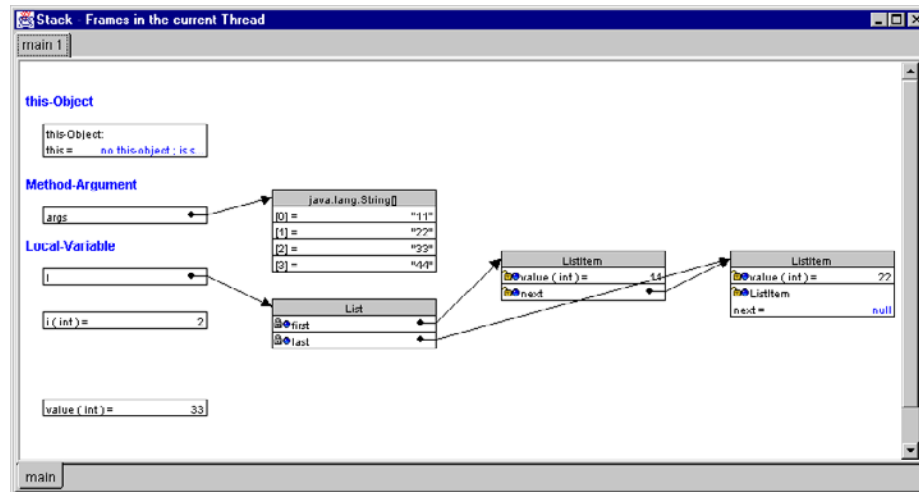 Stack - Frames in the current Thread
main 1
this-Object
this-Object:
this = no this-object ; is s
Method-Argument
args
java.lang.String[]
[0] = "11"
[1] = "22"
[2] = "33"
[3] = "44"
Local-Variable
l
i ( int ) = 2
value ( int ) = 33
List
first
last
ListItem
value ( int ) =
next
ListItem
value ( int ) = 22
ListItem
next = null
main